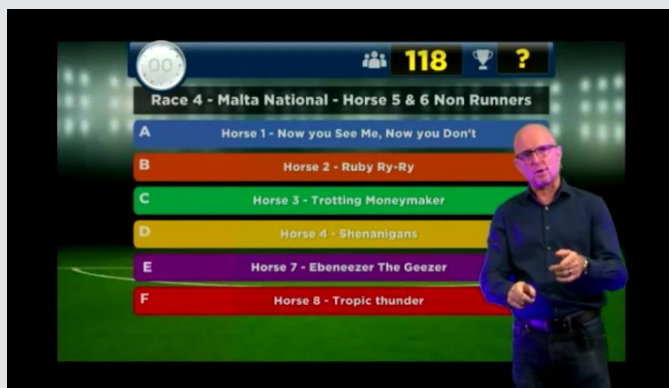 00
118
?
Race 4 - Malta National - Horse 5 & 6 Non Runners
A Horse 1 - Now you See Me, Now you Don't
B Horse 2 - Ruby Ry-Ry
C Horse 3 - Trotting Moneymaker
D Horse 4 - Shenanigans
E Horse 7 - Ebeneezer The Geezer
F Horse 8 - Tropic thunder